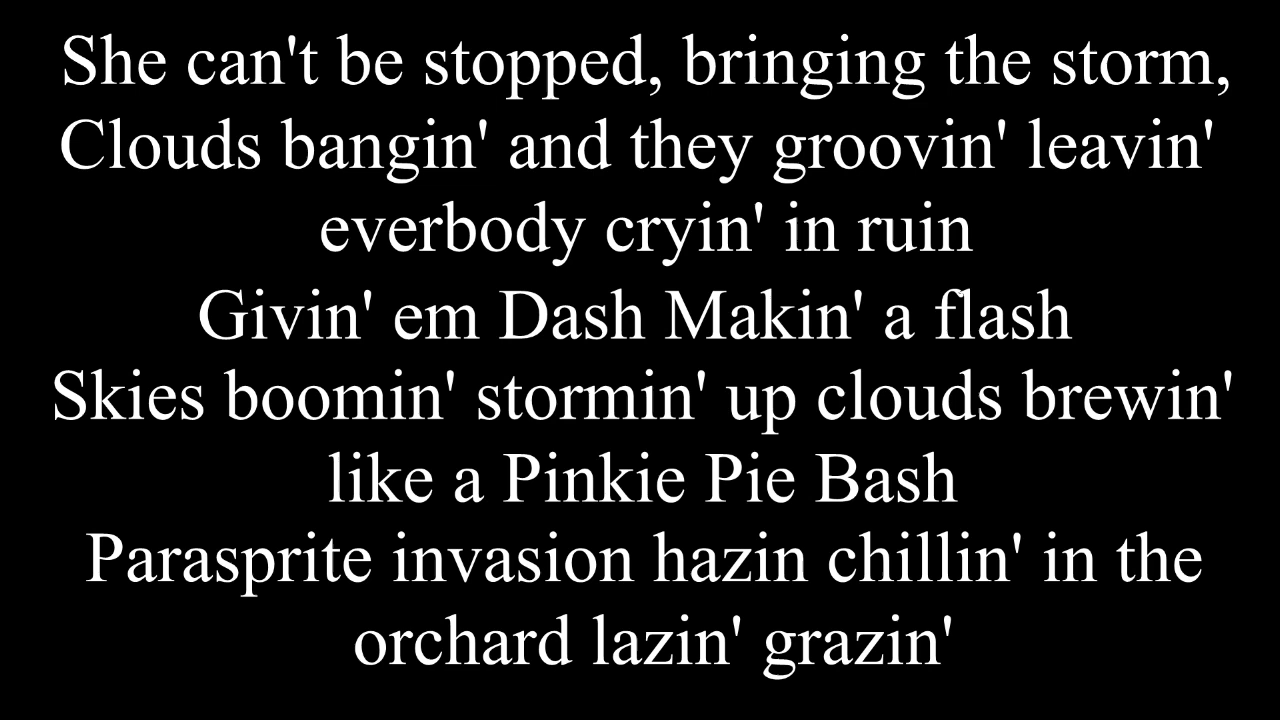 She can't be stopped, bringing the storm,
Clouds bangin' and they groovin' leavin'
everbody cryin' in ruin
Givin' em Dash Makin' a flash
Skies boomin' stormin' up clouds brewin'
like a Pinkie Pie Bash
Parasprite invasion hazin chillin' in the
orchard lazin' grazin'